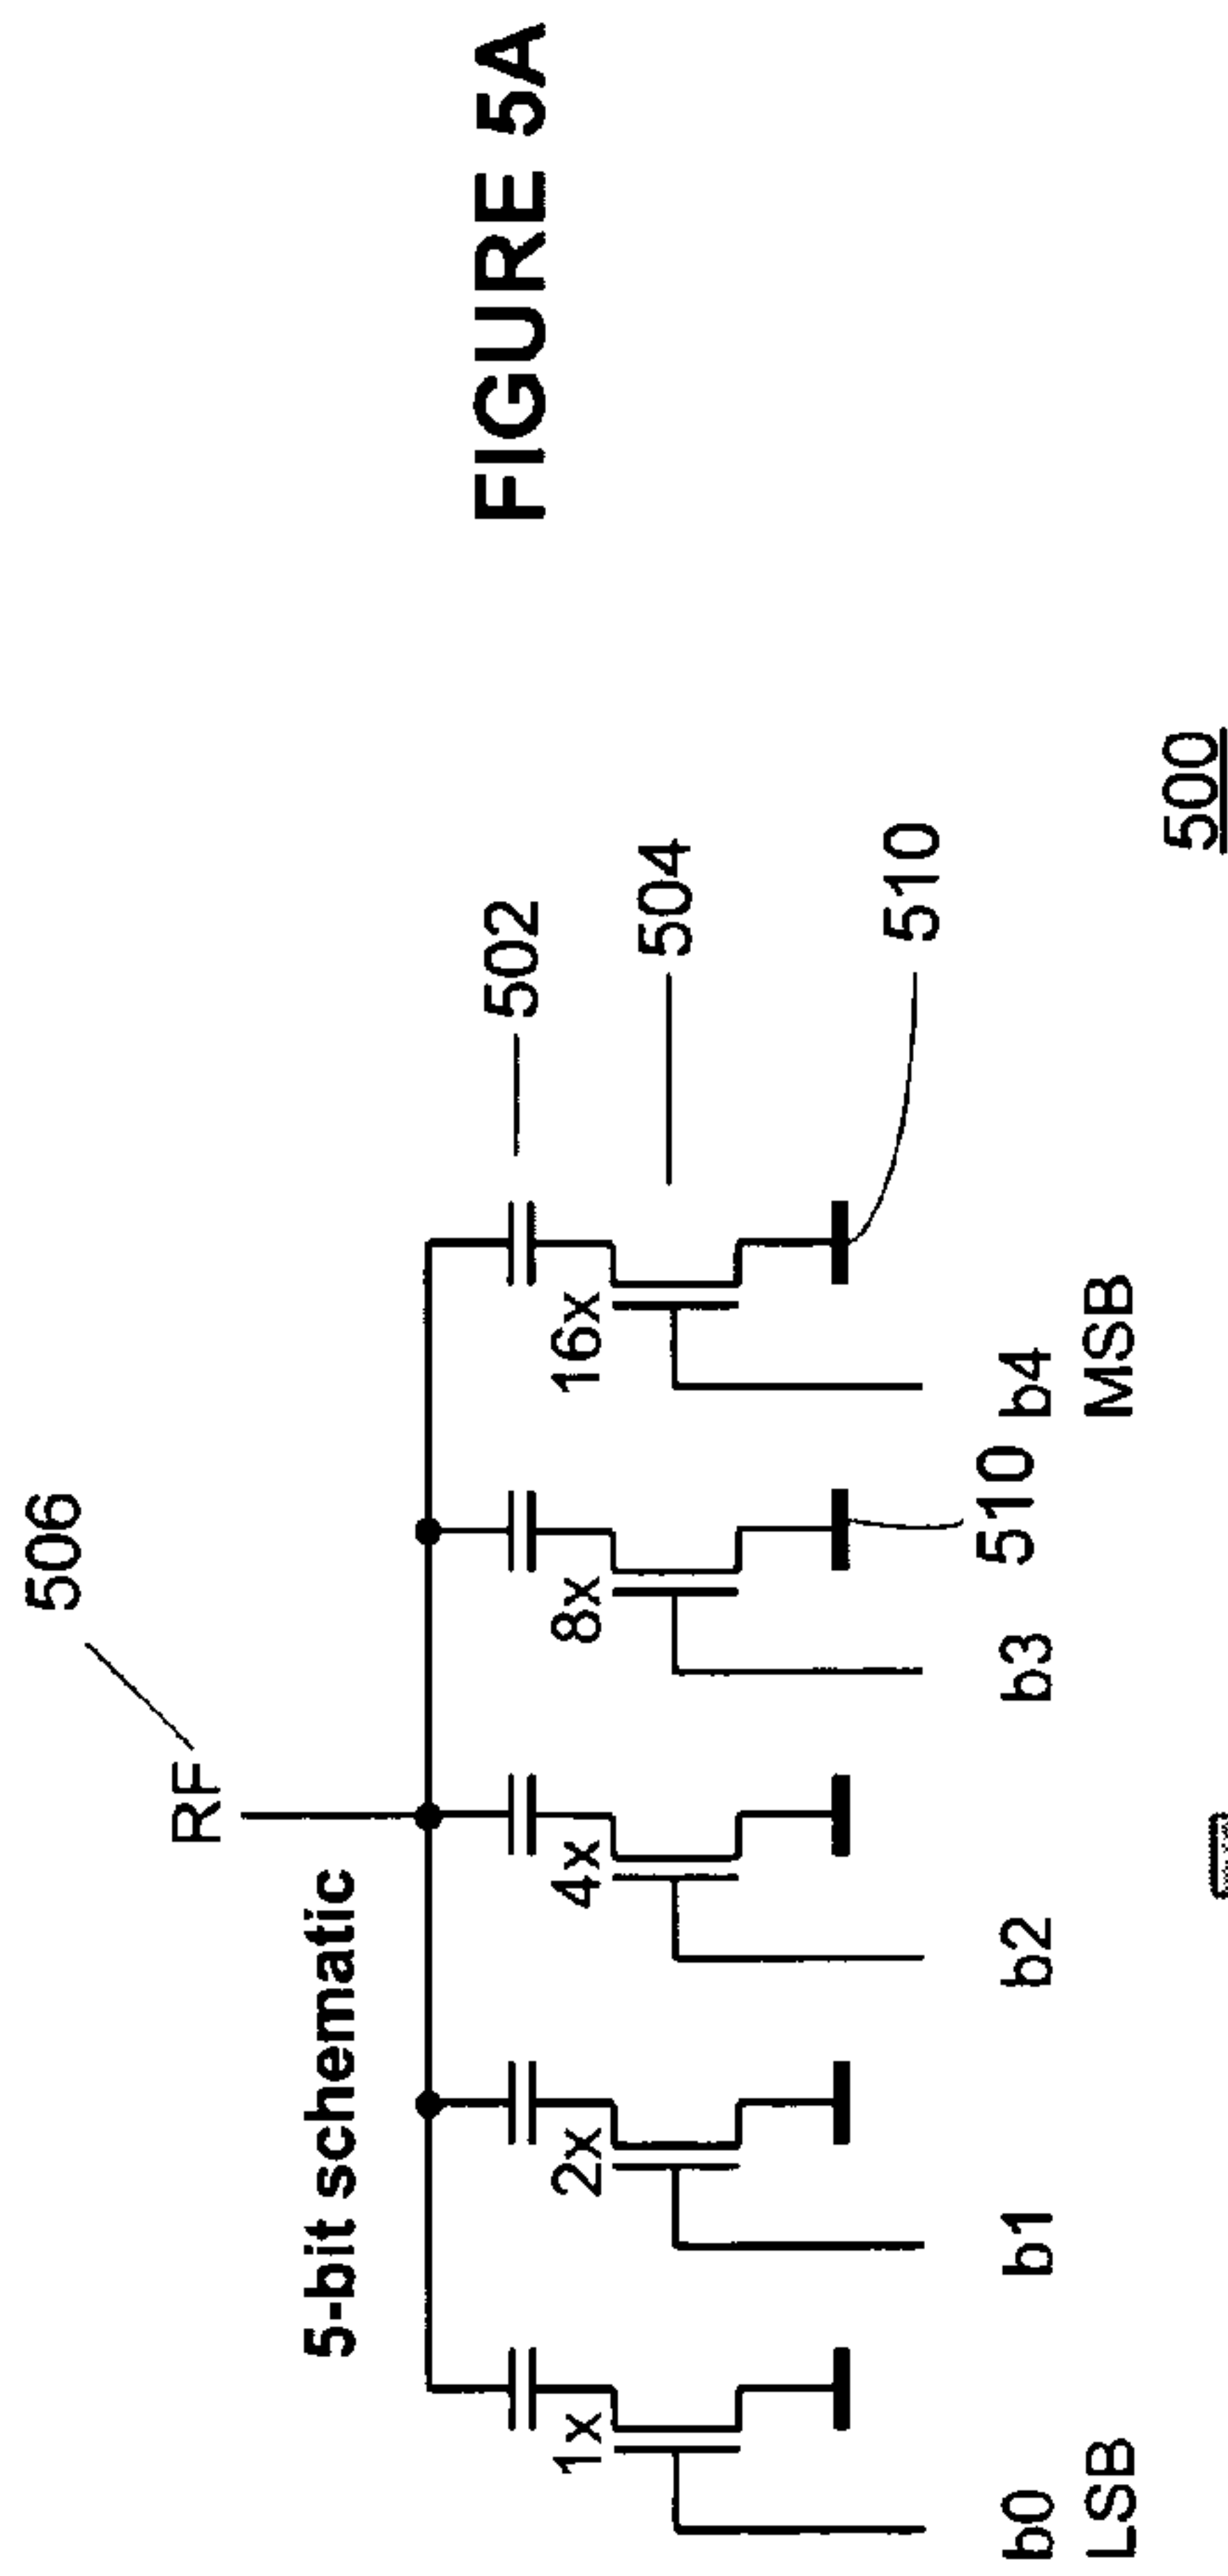 506
RF
5-bit schematic
502
1x
2x
4x
8x
16x
504
510
b0
b1
b2
b3
510
b4
LSB
MSB
500
FIGURE 5A